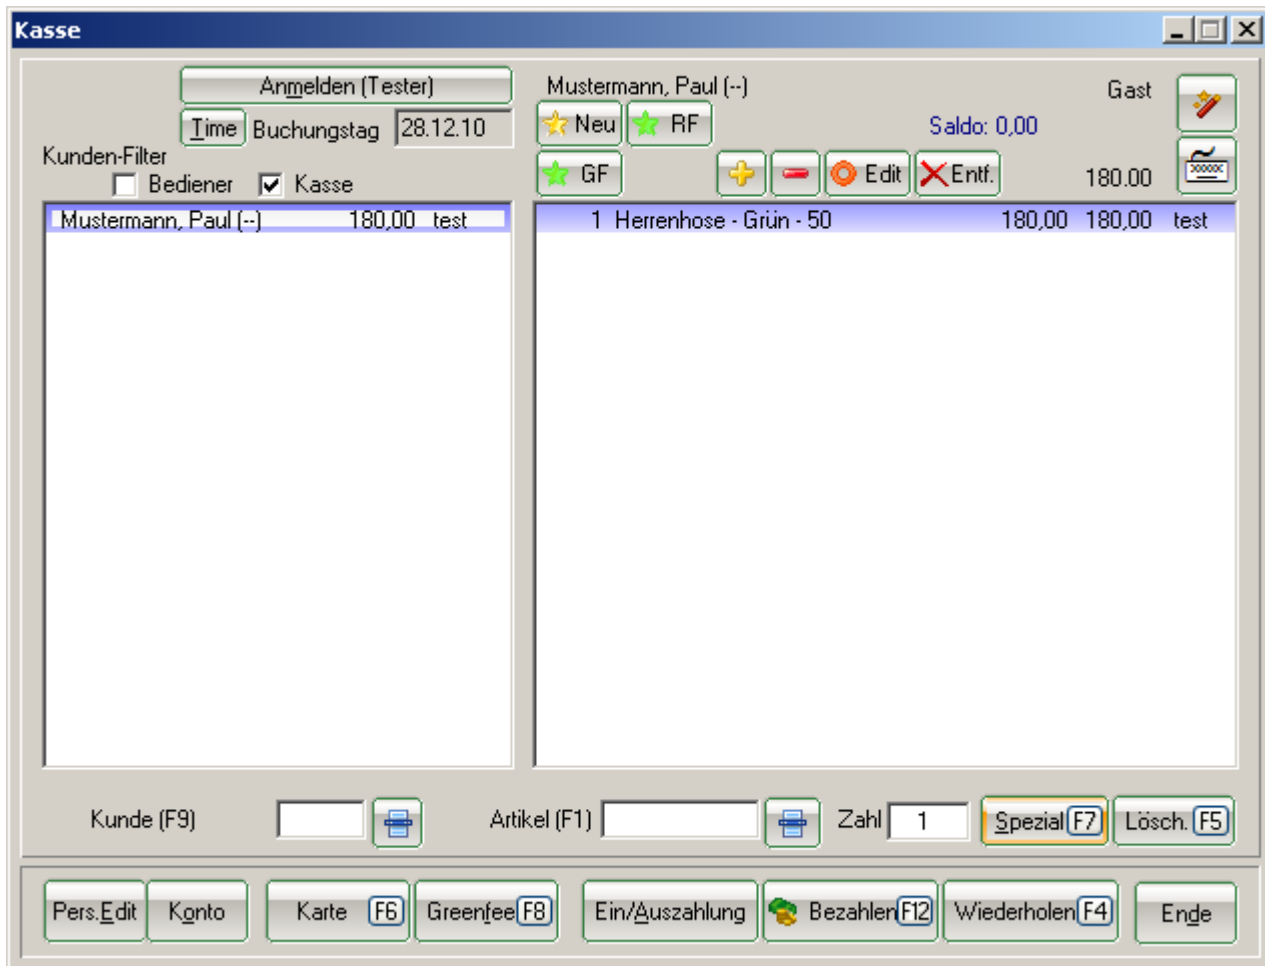 Kasse
Anmelden (Tester)
Mustermann, Paul (--)
Gast
Time Buchungstag 28.12.10
Neu RF
Saldo: 0,00
Kunden-Filter
Bediener Kasse
GF Edit Entf. 180.00
Mustermann, Paul (--) 180,00 test
1 Herrenhose - Grün - 50 180,00 180,00 test
Kunde (F9) Artikel (F1) Zahl 1 Spezial F7 Lösch. F5
Pers.Edit Konto Karte F6 Greenfee F8 Ein/Auszahlung Bezahlen F12 Wiederholen F4 Ende